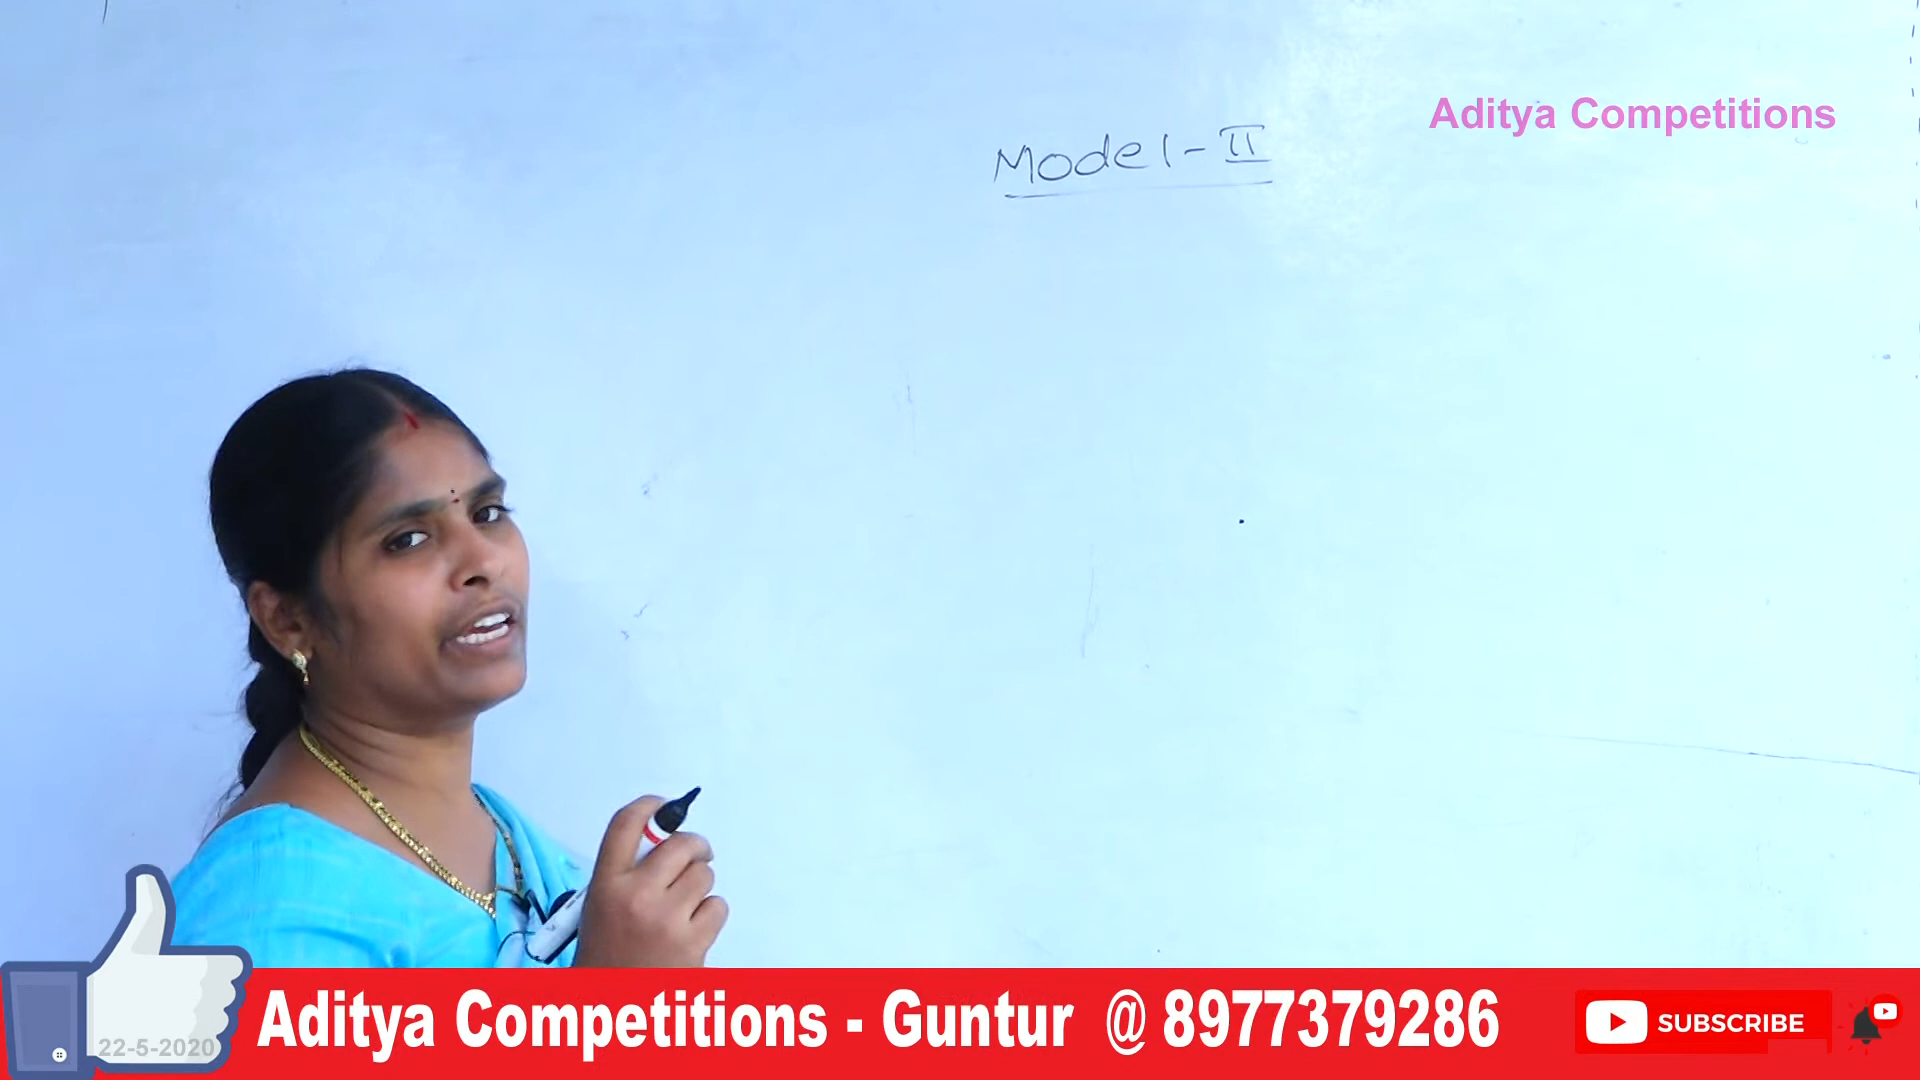 Aditya Competitions
Model-II
22-5-2020
Aditya Competitions - Guntur @ 8977379286
SUBSCRIBE